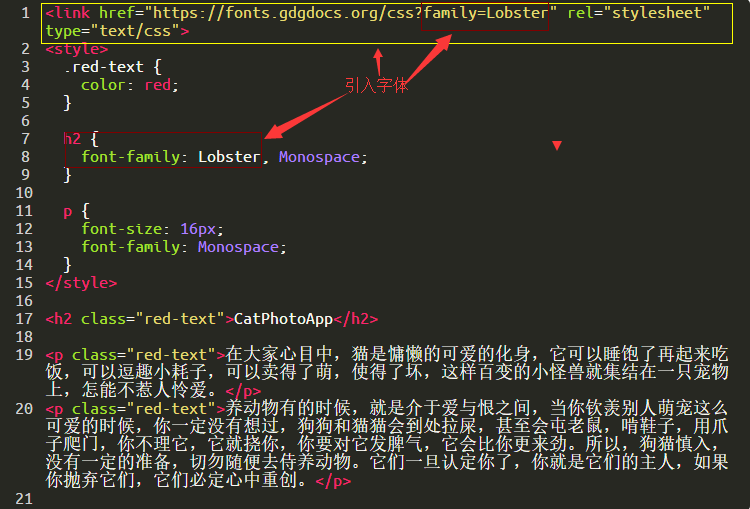 1 <link href="https://fonts.gdgdocs.org/css?family=Lobster" rel="stylesheet"
type="text/css">
2 <style>
3 .red-text {
4 color: red;
引入字体
5 }
6
7 h2 {
8 font-family: Lobster, Monospace;
9 }
10
11 p {
12 font-size: 16px;
13 font-family: Monospace;
14 }
15 </style>
16
17 <h2 class="red-text">CatPhotoApp</h2>
18
19 <p class="red-text">在大家心目中，猫是慵懒的可爱的化身，它可以睡饱了再起来吃
饭，可以逗趣小耗子，可以卖得了萌，使得了坏，这样百变的小怪兽就集结在一只宠物
上，怎能不惹人怜爱。</p>
20 <p class="red-text">养动物有的时候，就是介于爱与恨之间，当你钦羡别人萌宠这么
可爱的时候，你一定没有想过，狗狗和猫猫会到处拉屎，甚至会屯老鼠，啃鞋子，用爪
子爬门，你不理它，它就挠你，你要对它发脾气，它会比你更来劲。所以，狗猫慎入，
没有一定的准备，切勿随便去侍养动物。它们一旦认定你了，你就是它们的主人，如果
你抛弃它们，它们必定心中重创。</p>
21